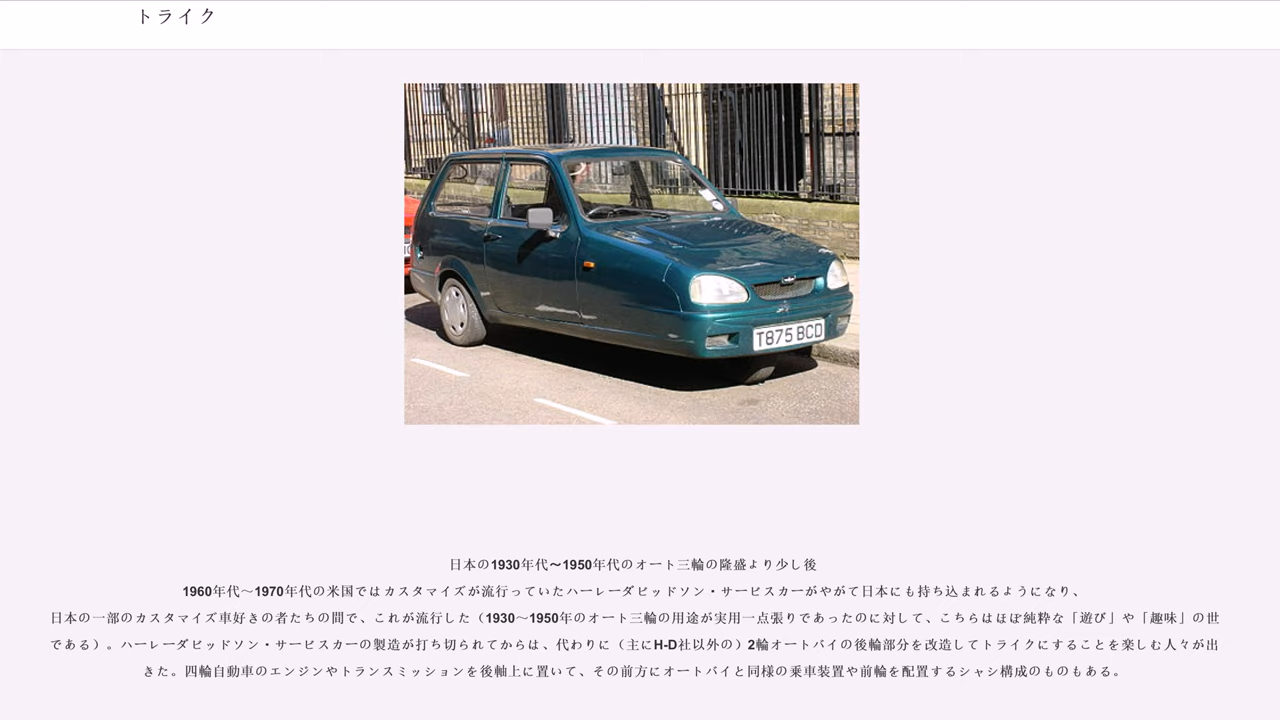 トライク
T875 BCD
日本の1930年代〜1950年代のオート三輪の隆盛より少し後
1960年代〜1970年代の米国ではカスタマイズが流行っていたハーレーダビッドソン・サービスカーがやがて日本にも持ち込まれるようになり、
日本の一部のカスタマイズ車好きの者たちの間で、これが流行した（1930〜1950年のオート三輪の用途が実用一点張りであったのに対して、こちらはほぼ純粋な「遊び」や「趣味」の世
である）。ハーレーダビッドソン・サービスカーの製造が打ち切られてからは、代わりに（主にH-D社以外の）2輪オートバイの後輪部分を改造してトライクにすることを楽しむ人々が出
きた。四輪自動車のエンジンやトランスミッションを後軸上に置いて、その前方にオートバイと同様の乗車装置や前輪を配置するシャシ構成のものもある。